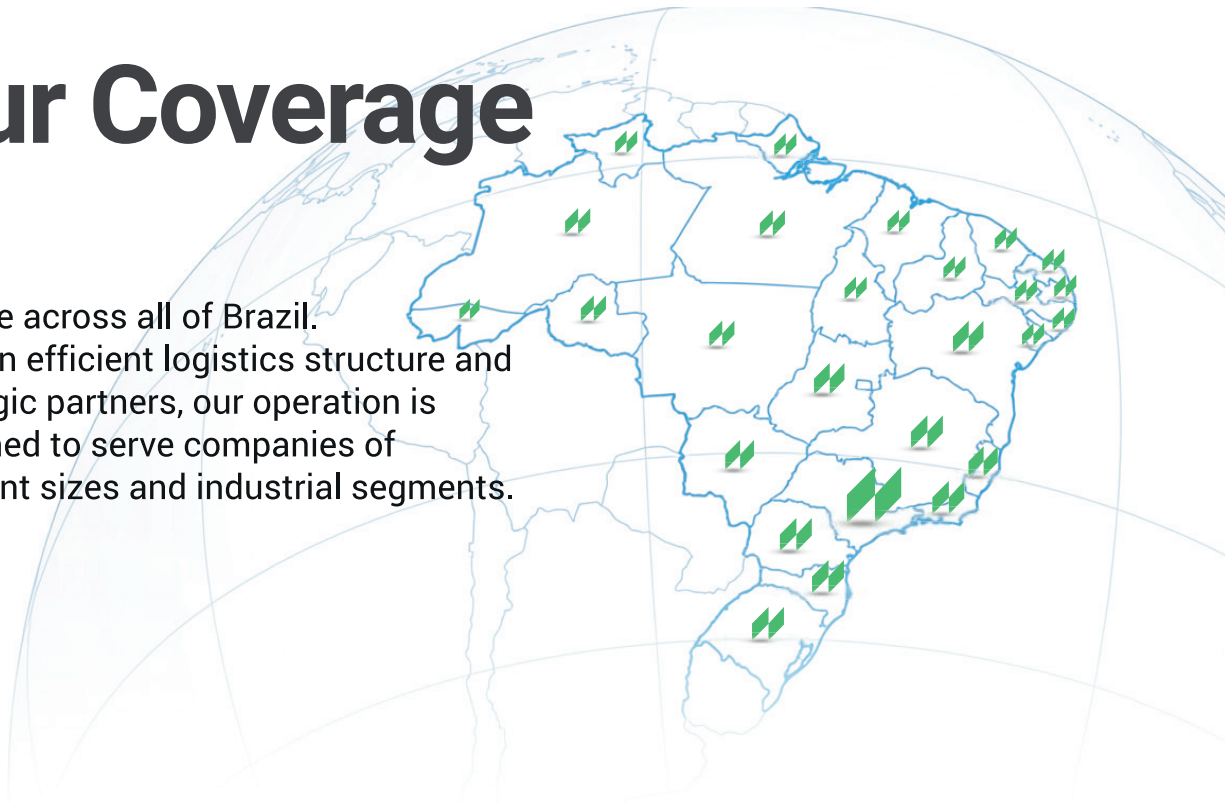 ur Coverage
e across all of Brazil.
n efficient logistics structure and
gic partners, our operation is
ned to serve companies of
nt sizes and industrial segments.